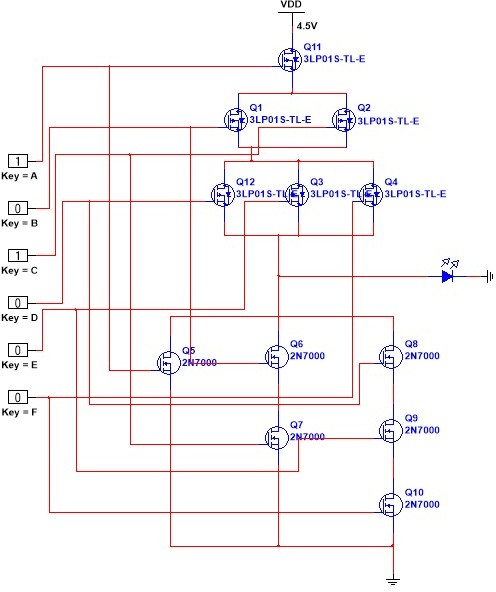 VDD
4.5V
Q11
3LP01S-TL-E
Q1
3LP01S-TL-E
Q2
3LP01S-TL-E
1
Key = A
Q12
3LP01S-TL-E
Q3
3LP01S-TL-E
Q4
3LP01S-TL-E
0
Key = B
1
Key = C
0
Key = D
0
Key = E
Q5
2N7000
Q6
2N7000
Q8
2N7000
0
Key = F
Q7
2N7000
Q9
2N7000
Q10
2N7000